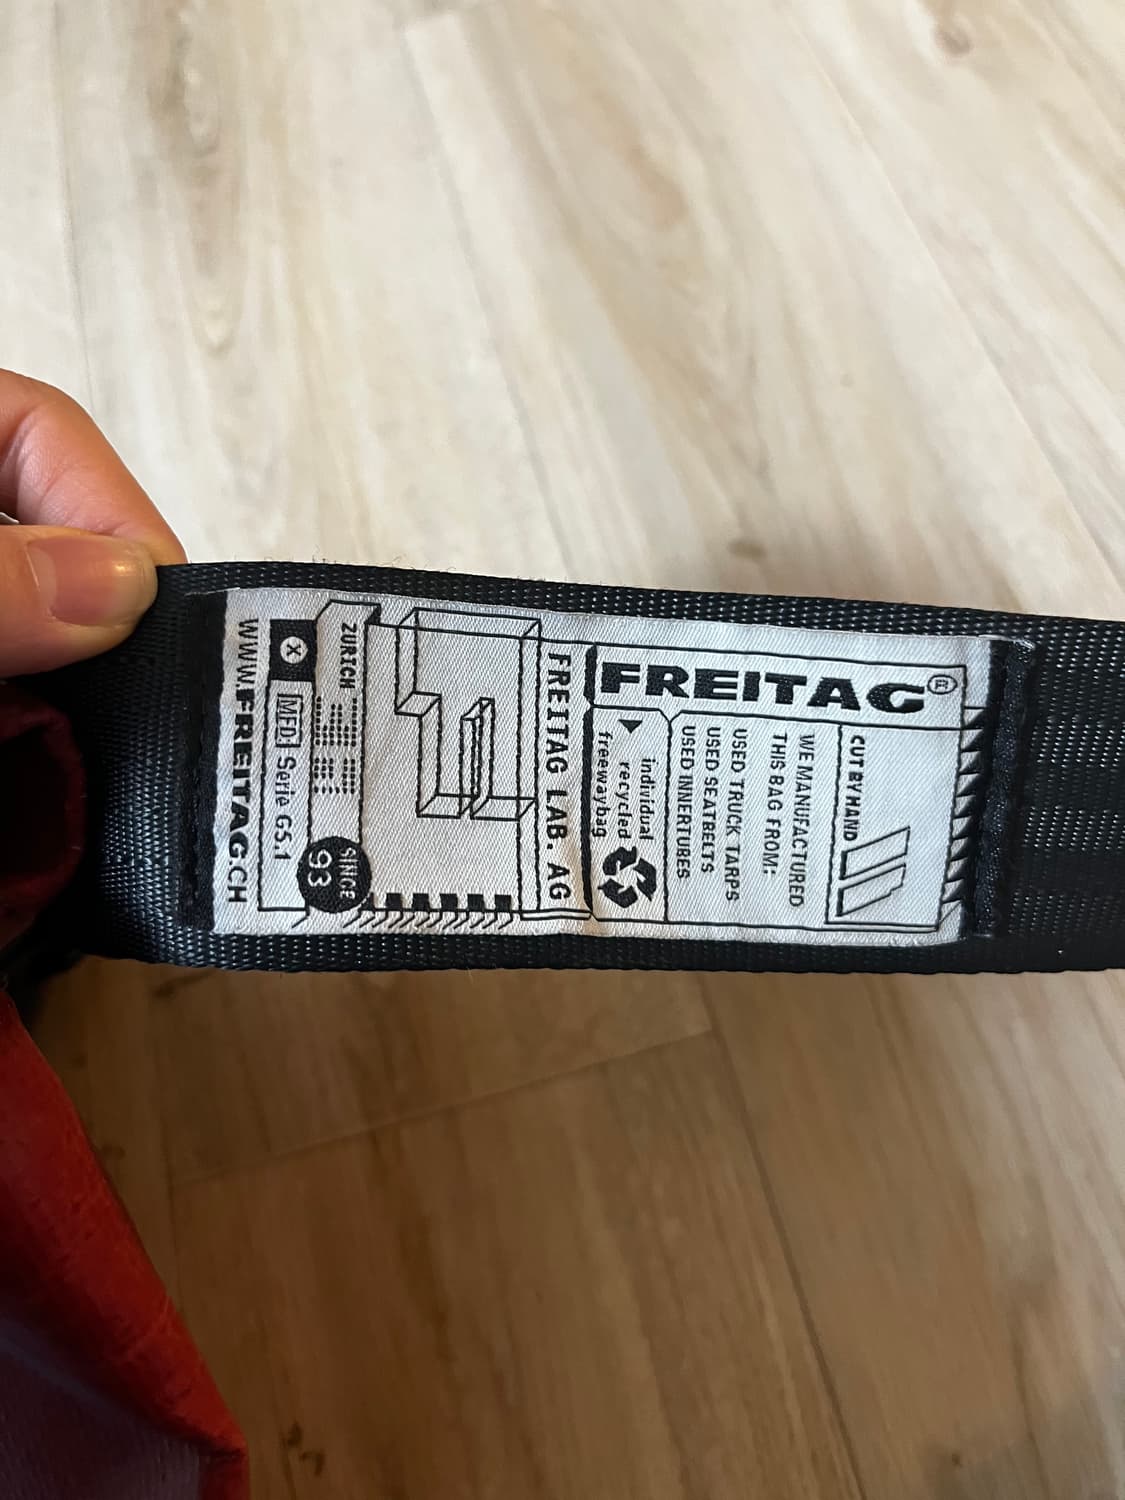 FREITAG®
CUT BY HAND
WE MANUFACTURED
THIS BAG FROM:
USED TRUCK TARPS
USED SEATBELTS
USED INNERTUBES
individual
recycled
freewaybag
FREITAG LAB. AG
ZURICH
SINCE
93
X
MFD: Serie G5.1
WWW.FREITAG.CH